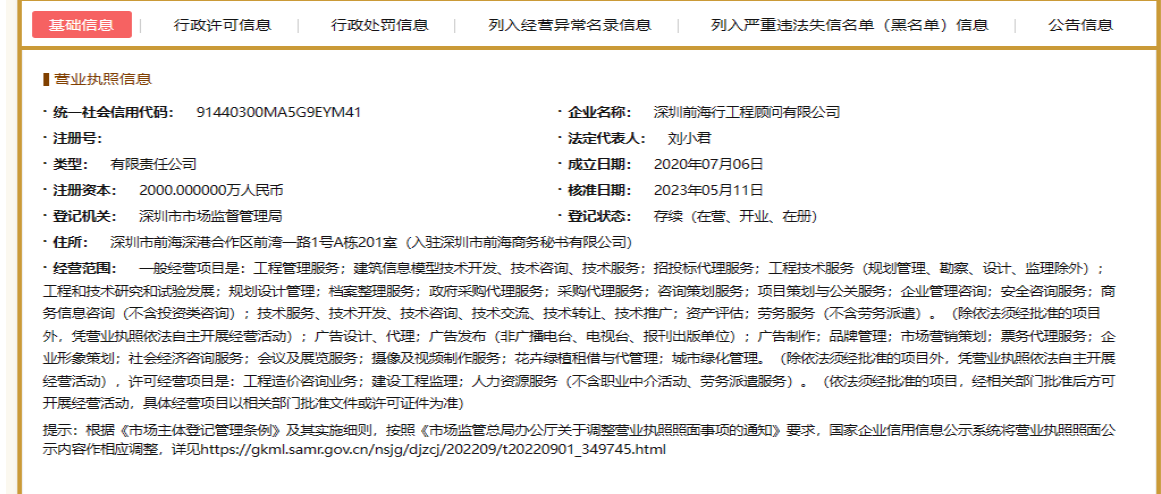 基础信息 | 行政许可信息 | 行政处罚信息 | 列入经营异常名录信息 | 列入严重违法失信名单（黑名单）信息 | 公告信息
营业执照信息
· 统一社会信用代码： 91440300MA5G9EYM41 · 企业名称： 深圳前海行工程顾问有限公司
· 注册号： · 法定代表人： 刘小君
· 类型： 有限责任公司 · 成立日期： 2020年07月06日
· 注册资本： 2000.000000万人民币 · 核准日期： 2023年05月11日
· 登记机关： 深圳市市场监督管理局 · 登记状态： 存续（在营、开业、在册）
· 住所： 深圳市前海深港合作区前湾一路1号A栋201室（入驻深圳市前海商务秘书有限公司）
· 经营范围： 一般经营项目是：工程管理服务；建筑信息模型技术开发、技术咨询、技术服务；招投标代理服务；工程技术服务（规划管理、勘察、设计、监理除外）；
工程和技术研究和试验发展；规划设计管理；档案整理服务；政府采购代理服务；采购代理服务；咨询策划服务；项目策划与公关服务；企业管理咨询；安全咨询服务；商
务信息咨询（不含投资类咨询）；技术服务、技术开发、技术咨询、技术交流、技术转让、技术推广；资产评估；劳务服务（不含劳务派遣）。（除依法须经批准的项目
外，凭营业执照依法自主开展经营活动）；广告设计、代理；广告发布（非广播电台、电视台、报刊出版单位）；广告制作；品牌管理；市场营销策划；票务代理服务；企
业形象策划；社会经济咨询服务；会议及展览服务；摄像及视频制作服务；花卉绿植租借与代管理；城市绿化管理。（除依法须经批准的项目外，凭营业执照依法自主开展
经营活动），许可经营项目是：工程造价咨询业务；建设工程监理；人力资源服务（不含职业中介活动、劳务派遣服务）。（依法须经批准的项目，经相关部门批准后方可
开展经营活动，具体经营项目以相关部门批准文件或许可证件为准）
提示：根据《市场主体登记管理条例》及其实施细则，按照《市场监管总局办公厅关于调整营业执照照面事项的通知》要求，国家企业信用信息公示系统将营业执照照面公
示内容作相应调整，详见https://gkml.samr.gov.cn/nsjg/djzcj/202209/t20220901_349745.html